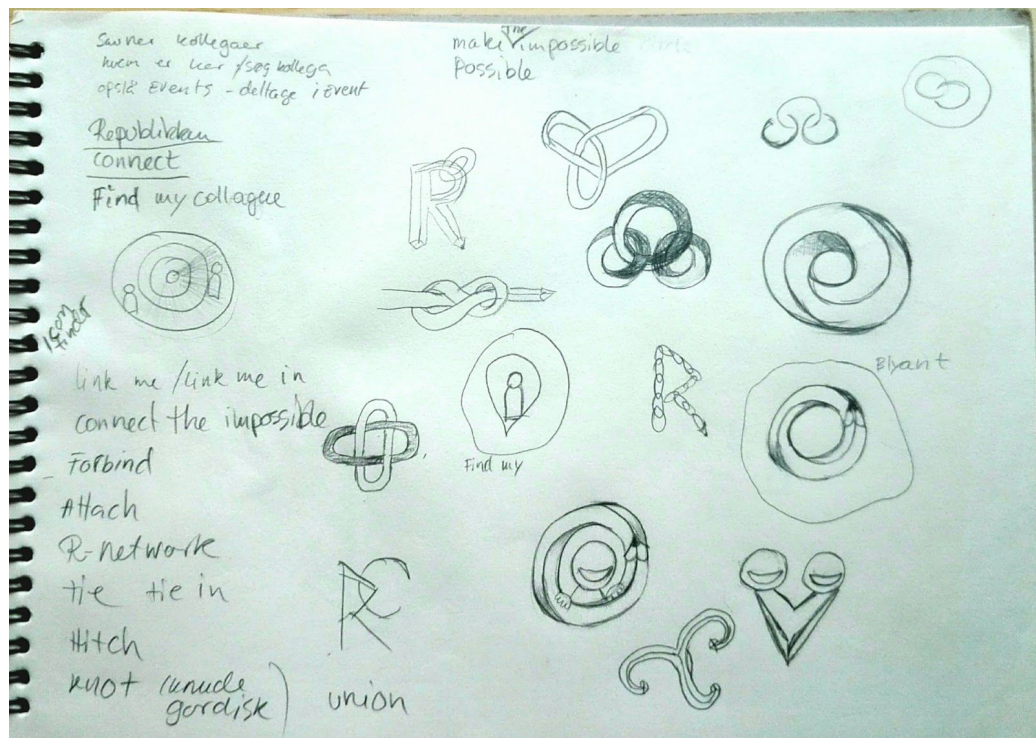 Savner kollegaer
hvem er her / søg kollega
opslå Events - deltage i Event
Republikken
connect
Find my collague
make The impossible
Possible
Icon
finder
link me / link me in
connect the impossible
Forbind
Attach
R-network
tie tie in
Hitch
knot (knude
gordisk)
union
Find my
Blyant
R
R
RC